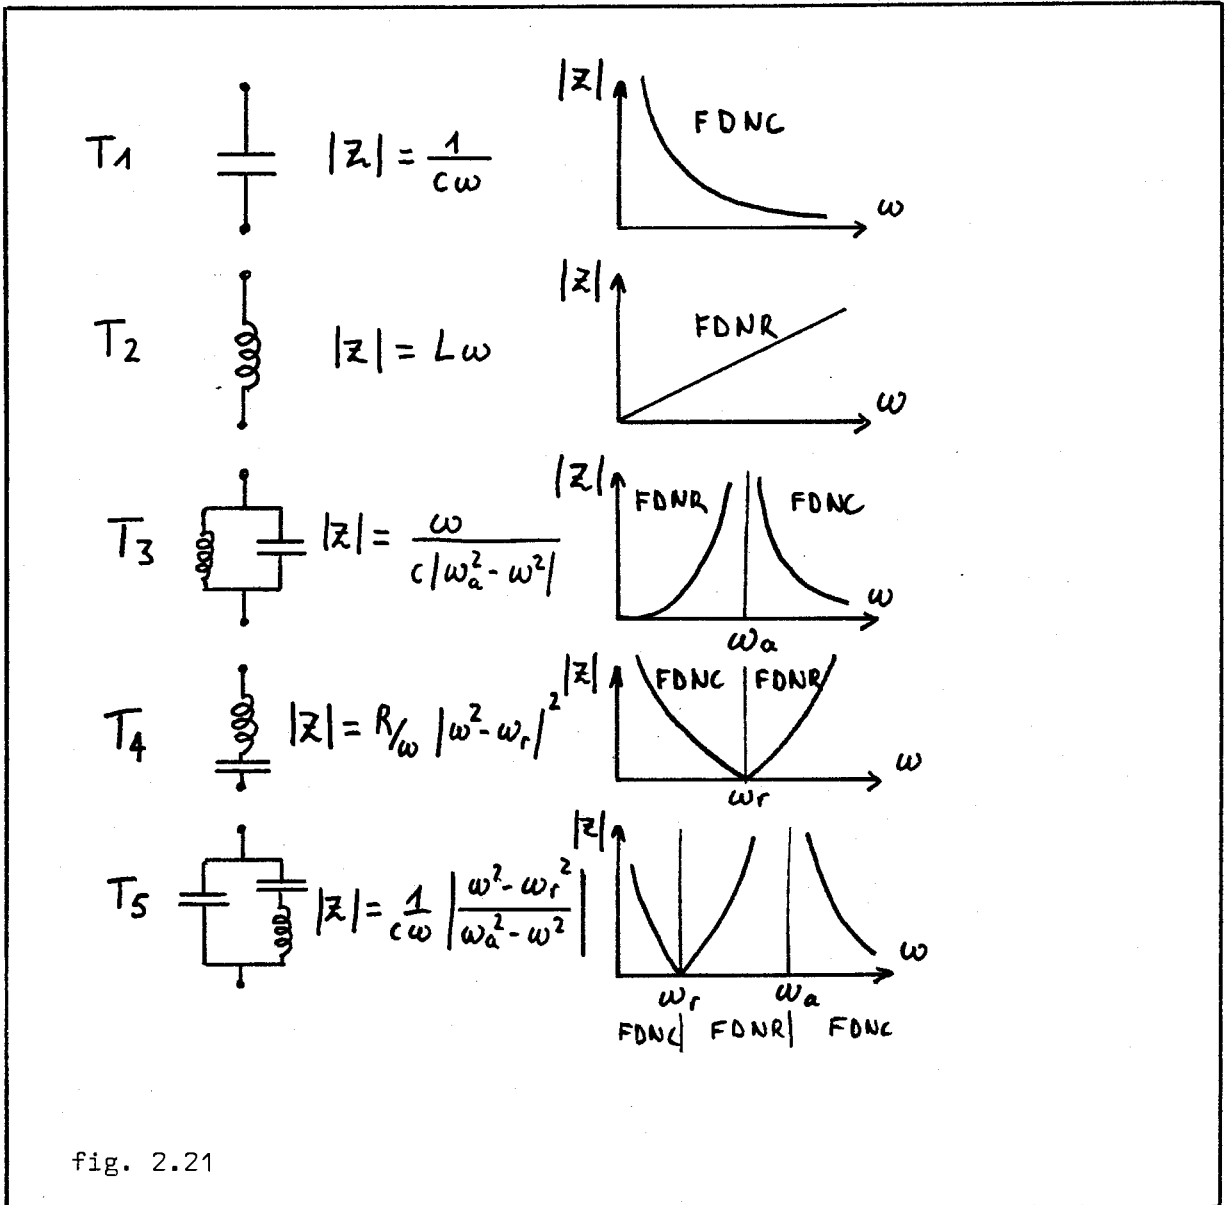 T1 |Z| = 1/cω |Z| FDNC ω
T2 |Z| = Lω |Z| FDNR ω
T3 |Z| = ω/c|ωa² - ω²| |Z| FDNR FDNC ω
ωa
T4 |Z| = R/ω |ω² - ωr|² |Z| FDNC FDNR ω
ωr
T5 |Z| = 1/cω |ω² - ωr²/ωa² - ω²| |Z| ω
ωr ωa
FDNC FDNR FDNC
fig. 2.21